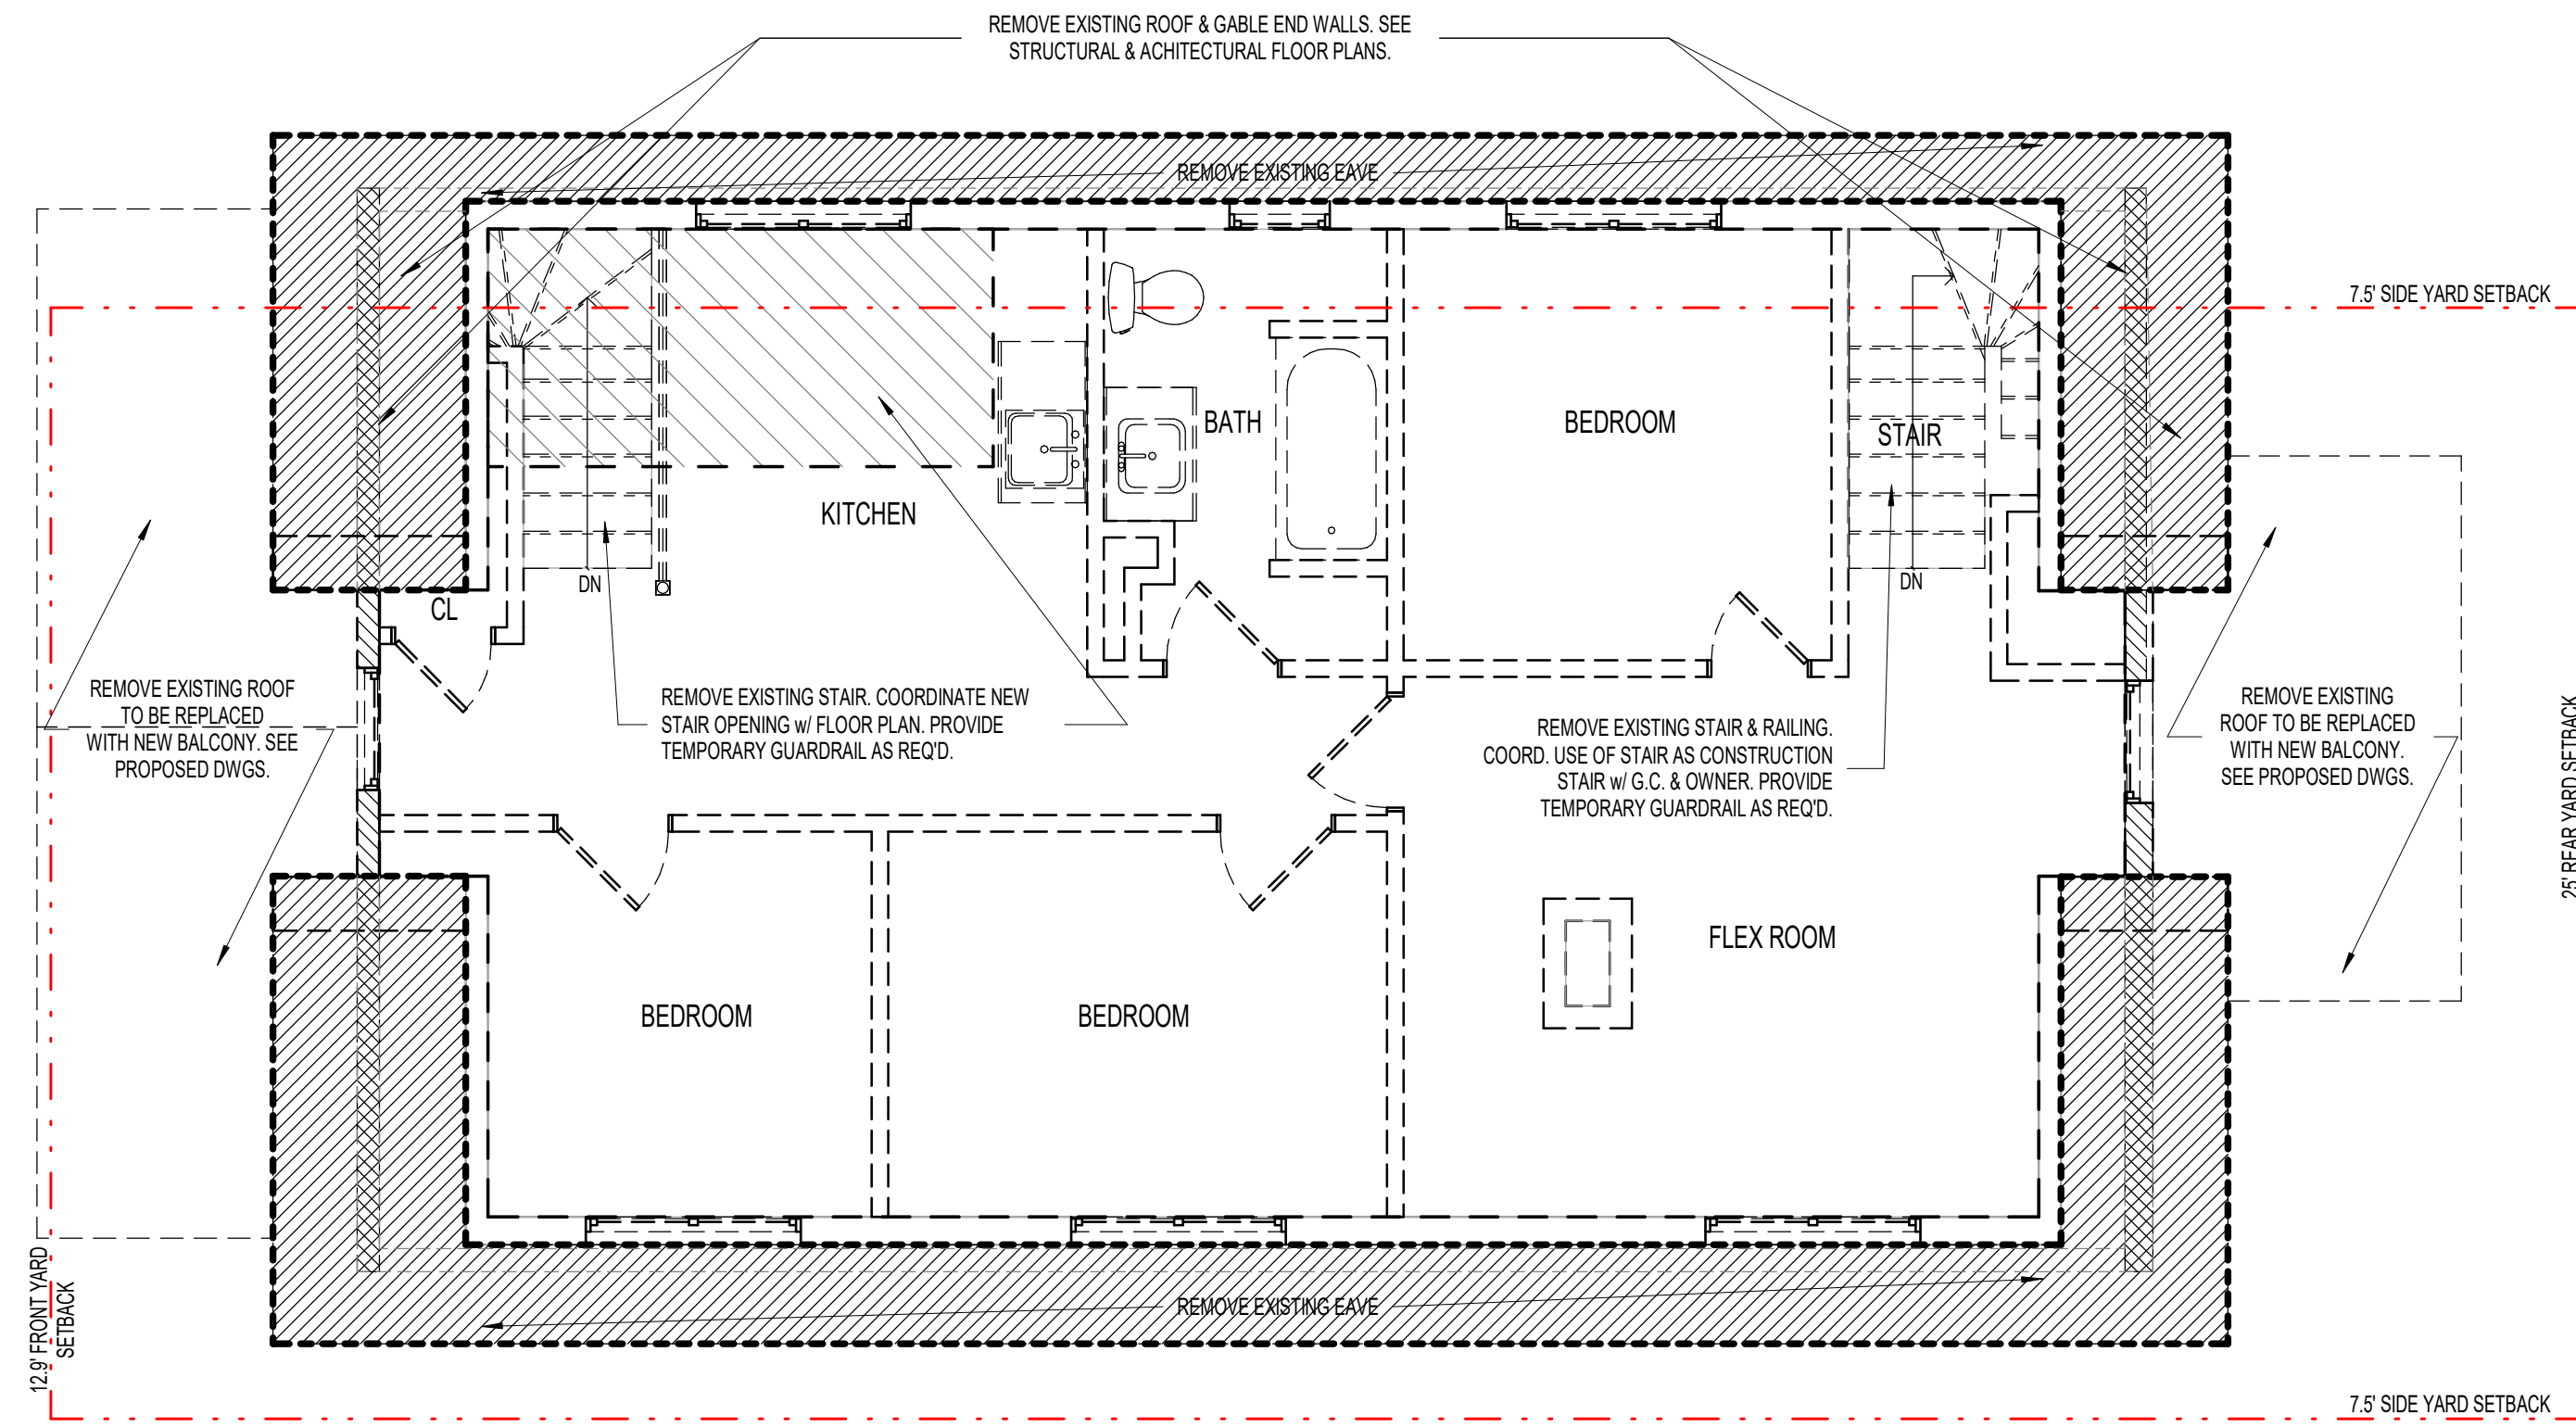 REMOVE EXISTING ROOF & GABLE END WALLS. SEE
STRUCTURAL & ACHITECTURAL FLOOR PLANS.
REMOVE EXISTING EAVE
7.5' SIDE YARD SETBACK
BATH
BEDROOM
STAIR
KITCHEN
DN
DN
CL
REMOVE EXISTING ROOF
TO BE REPLACED
WITH NEW BALCONY. SEE
PROPOSED DWGS.
REMOVE EXISTING STAIR. COORDINATE NEW
STAIR OPENING w/ FLOOR PLAN. PROVIDE
TEMPORARY GUARDRAIL AS REQ'D.
REMOVE EXISTING STAIR & RAILING.
COORD. USE OF STAIR AS CONSTRUCTION
STAIR w/ G.C. & OWNER. PROVIDE
TEMPORARY GUARDRAIL AS REQ'D.
REMOVE EXISTING
ROOF TO BE REPLACED
WITH NEW BALCONY.
SEE PROPOSED DWGS.
25' REAR YARD SETBACK
FLEX ROOM
BEDROOM
BEDROOM
12.9' FRONT YARD
SETBACK
REMOVE EXISTING EAVE
7.5' SIDE YARD SETBACK